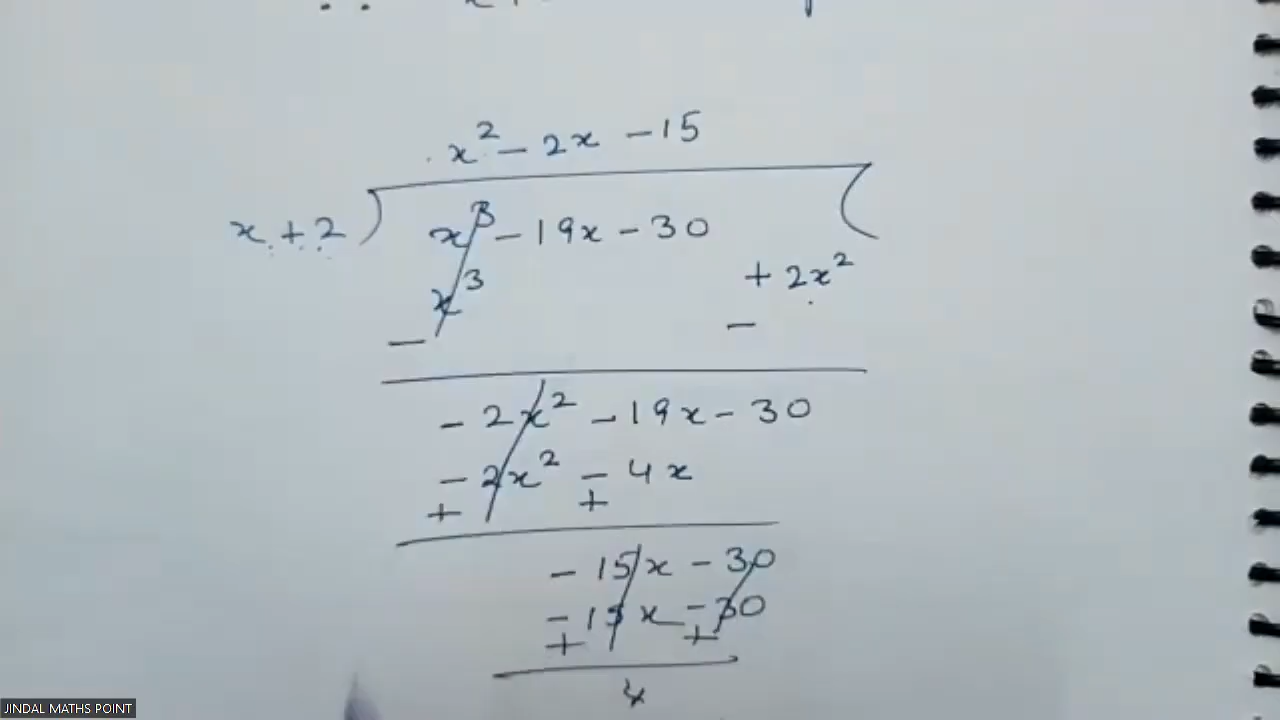 x² - 2x - 15
x + 2 ) x³ - 19x - 30 (
x³ + 2x²
- -
- 2x² - 19x - 30
- 2x² - 4x
+ +
- 15x - 30
- 15x - 30
+ +
JINDAL MATHS POINT